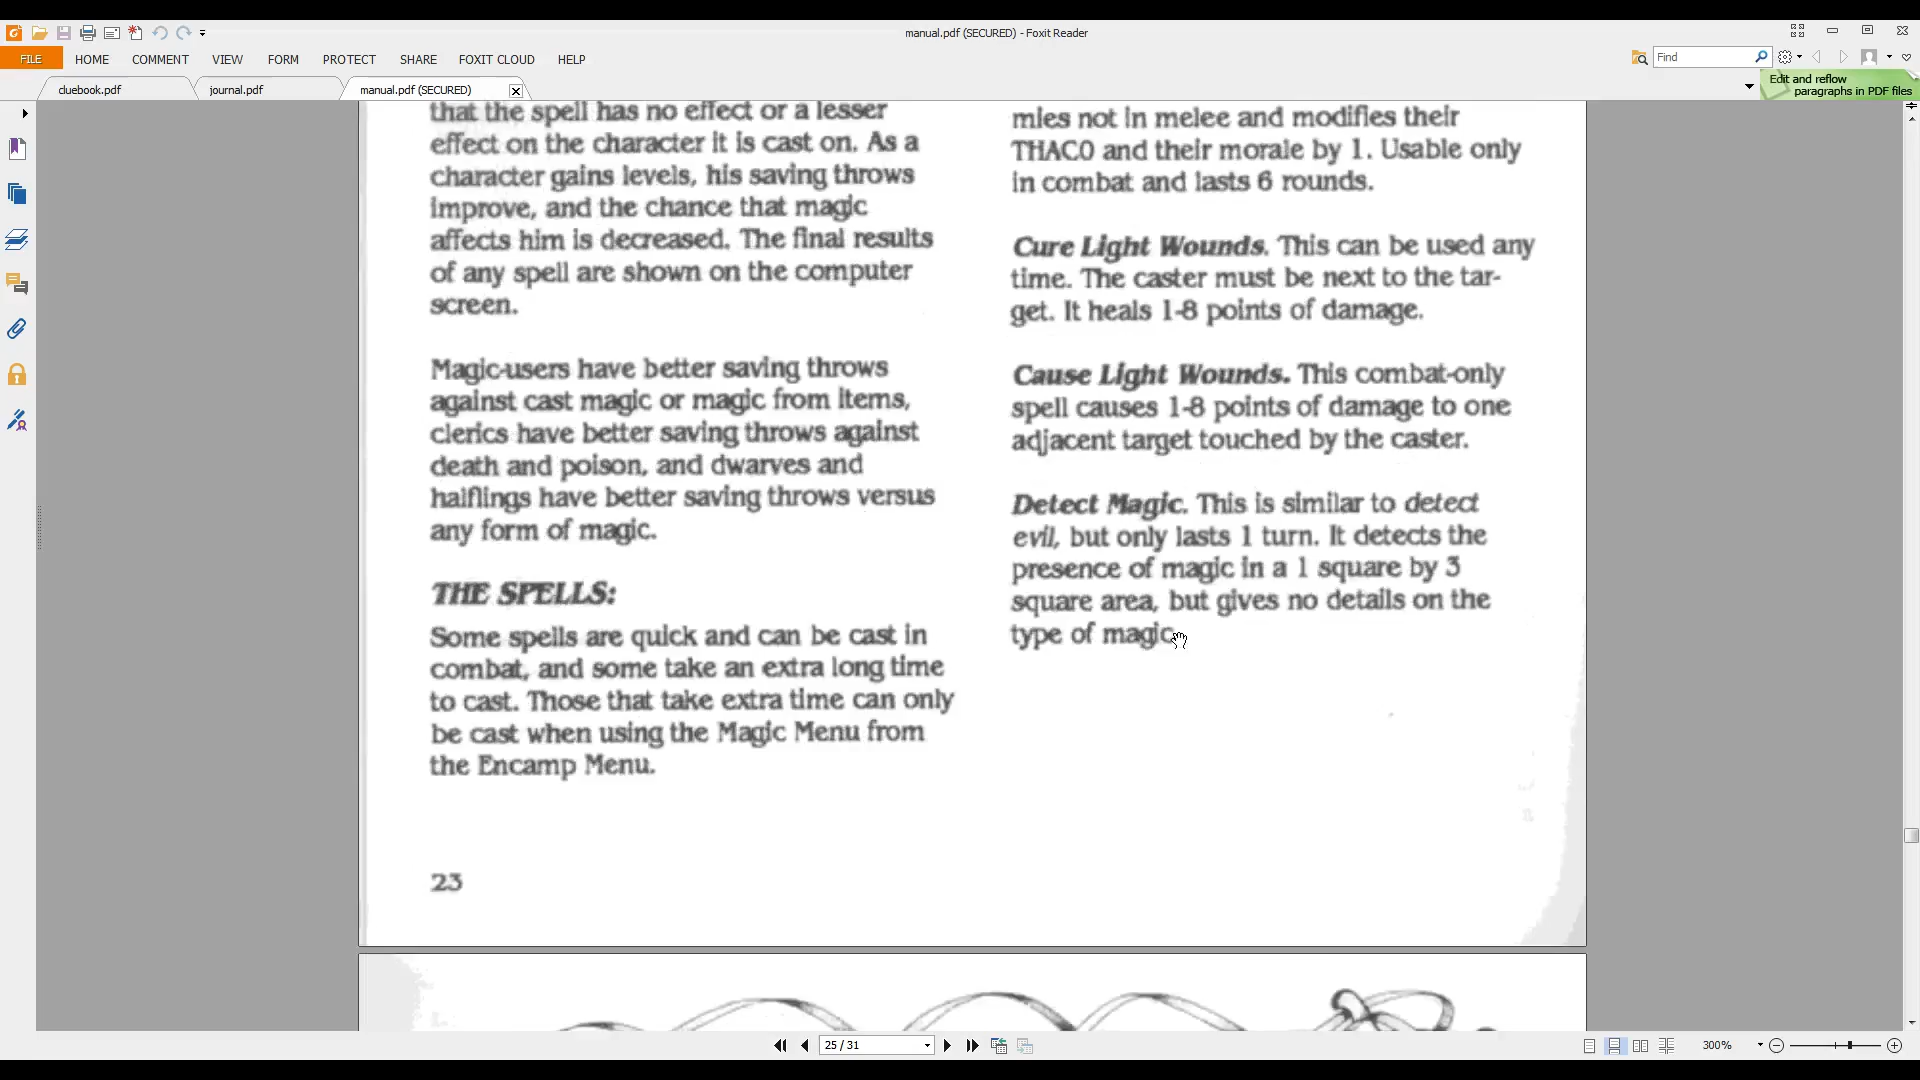 manual.pdf (SECURED) - Foxit Reader
FILE HOME COMMENT VIEW FORM PROTECT SHARE FOXIT CLOUD HELP
Find
Edit and reflow
paragraphs in PDF files
cluebook.pdf journal.pdf manual.pdf (SECURED)
that the spell has no effect or a lesser
effect on the character it is cast on. As a
character gains levels, his saving throws
improve, and the chance that magic
affects him is decreased. The final results
of any spell are shown on the computer
screen.
Magic-users have better saving throws
against cast magic or magic from items,
clerics have better saving throws against
death and poison, and dwarves and
halflings have better saving throws versus
any form of magic.
THE SPELLS:
Some spells are quick and can be cast in
combat, and some take an extra long time
to cast. Those that take extra time can only
be cast when using the Magic Menu from
the Encamp Menu.
23
mies not in melee and modifies their
THACO and their morale by 1. Usable only
in combat and lasts 6 rounds.
Cure Light Wounds. This can be used any
time. The caster must be next to the tar-
get. It heals 1-8 points of damage.
Cause Light Wounds. This combat-only
spell causes 1-8 points of damage to one
adjacent target touched by the caster.
Detect Magic. This is similar to detect
evil, but only lasts 1 turn. It detects the
presence of magic in a 1 square by 3
square area, but gives no details on the
type of magic.
25 / 31
300%